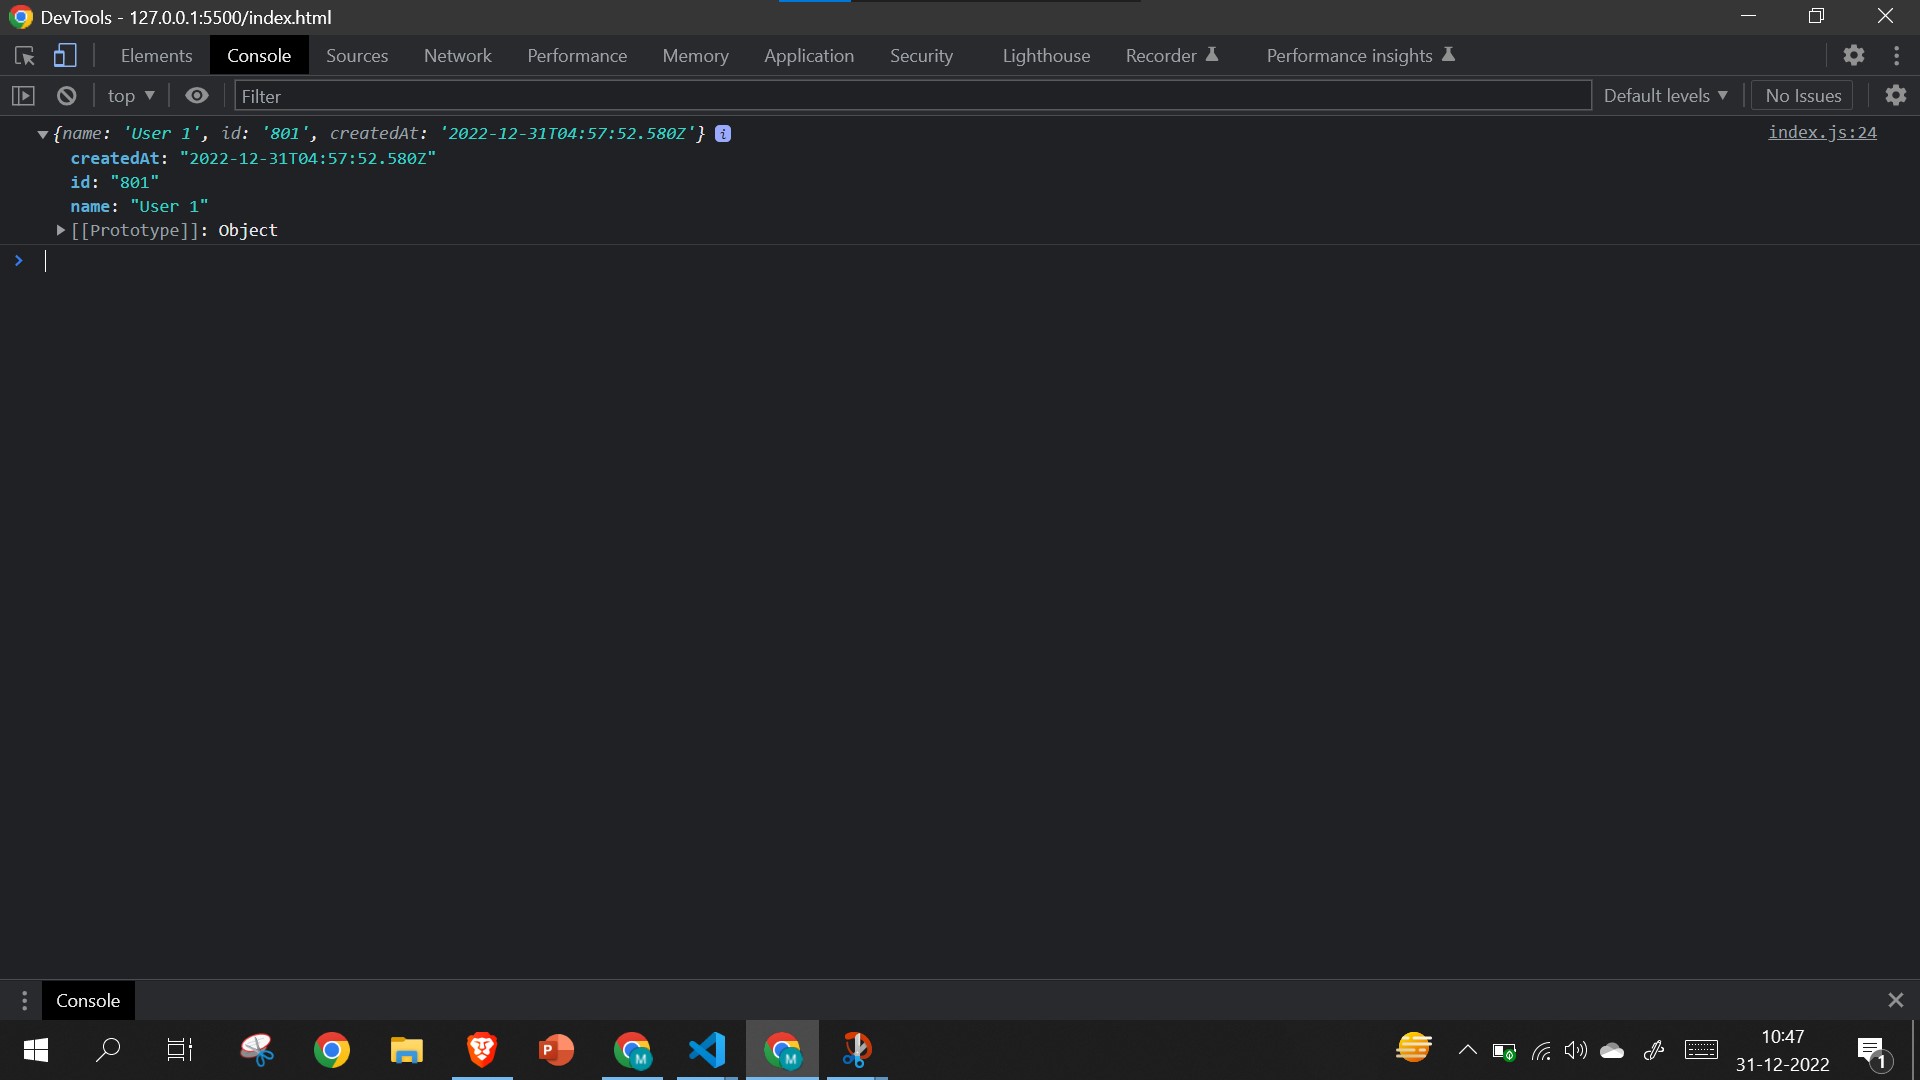 DevTools - 127.0.0.1:5500/index.html
Elements Console Sources Network Performance Memory Application Security Lighthouse Recorder Performance insights
top Filter Default levels No Issues
{name: 'User 1', id: '801', createdAt: '2022-12-31T04:57:52.580Z'} i index.js:24
createdAt: "2022-12-31T04:57:52.580Z"
id: "801"
name: "User 1"
[[Prototype]]: Object
>
Console
P M M 10:47
31-12-2022 1